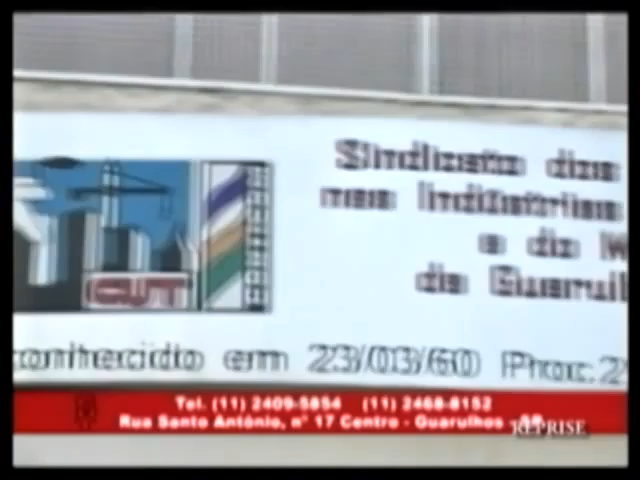 Sindicato dos
nas Indústrias
e do M
de Guarul
CUT
conhecido em 23/03/60 Proc. 2
Tel. (11) 2409-5854 (11) 2468-8152
Rua Santo Antônio, nº 17 Centro - Guarulhos - SP
REPRISE